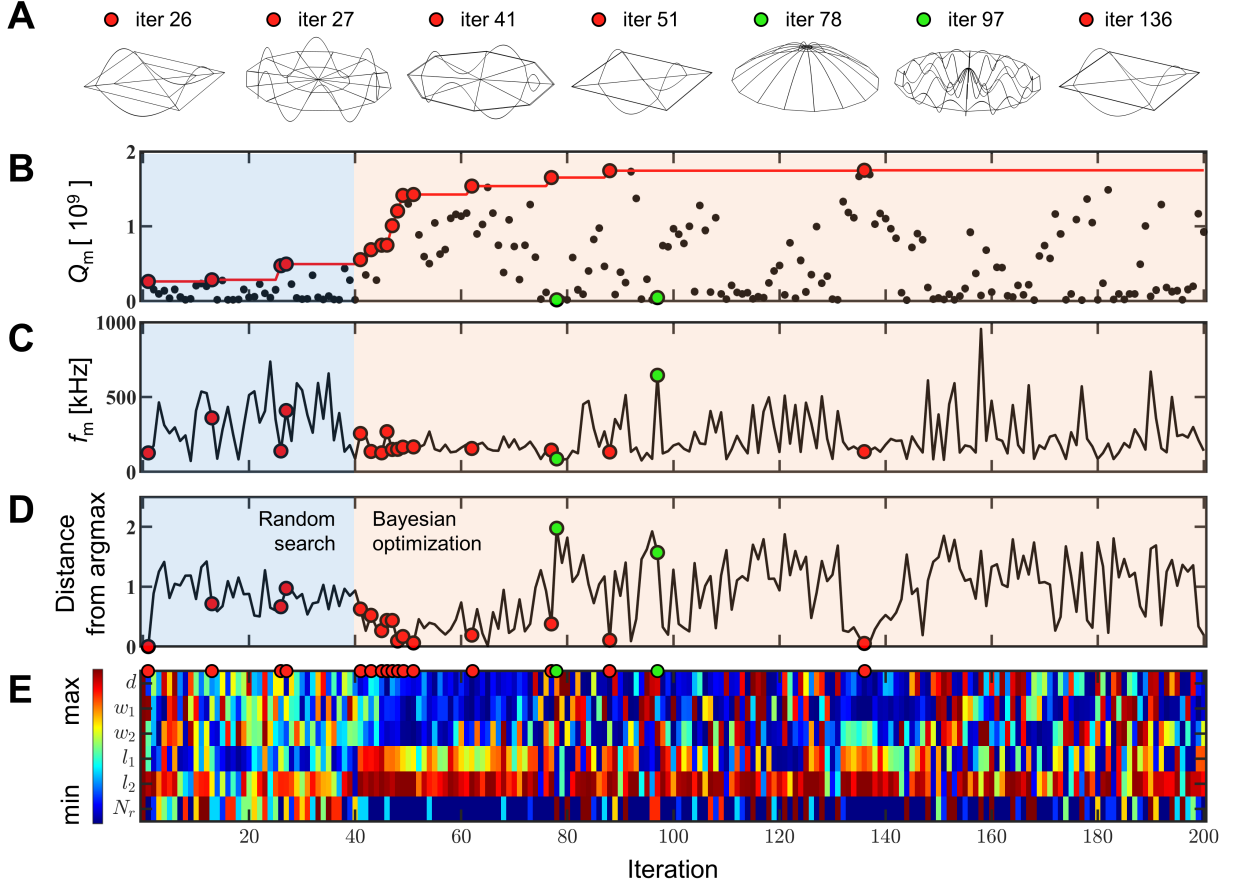 A
iter 26
iter 27
iter 41
iter 51
iter 78
iter 97
iter 136
B
Qm [ 10⁹ ]
2
1
0
C
fm [kHz]
1000
500
0
D
Distance
from argmax
2
1
0
Random
search
Bayesian
optimization
E
max
min
d
w₁
w₂
l₁
l₂
Nᵣ
20
40
60
80
100
120
140
160
180
200
Iteration